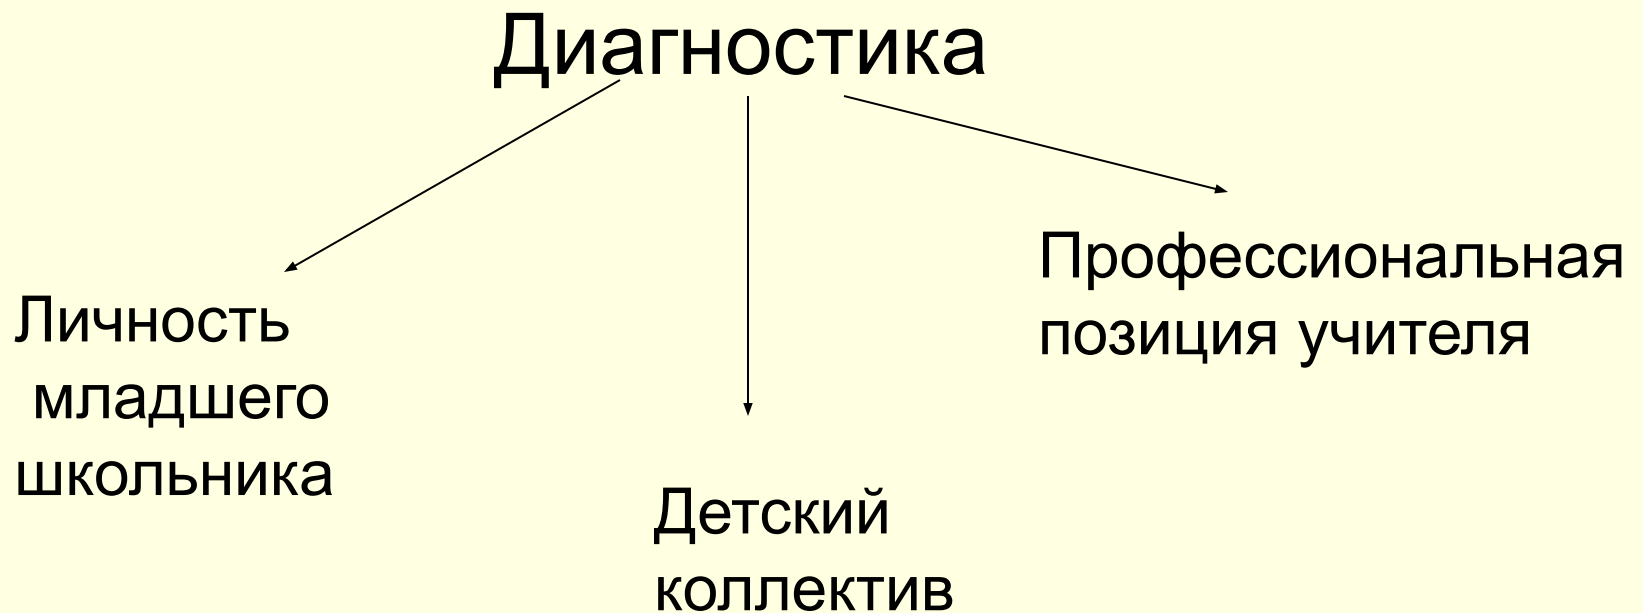 Диагностика
Личность
младшего
школьника
Детский
коллектив
Профессиональная
позиция учителя